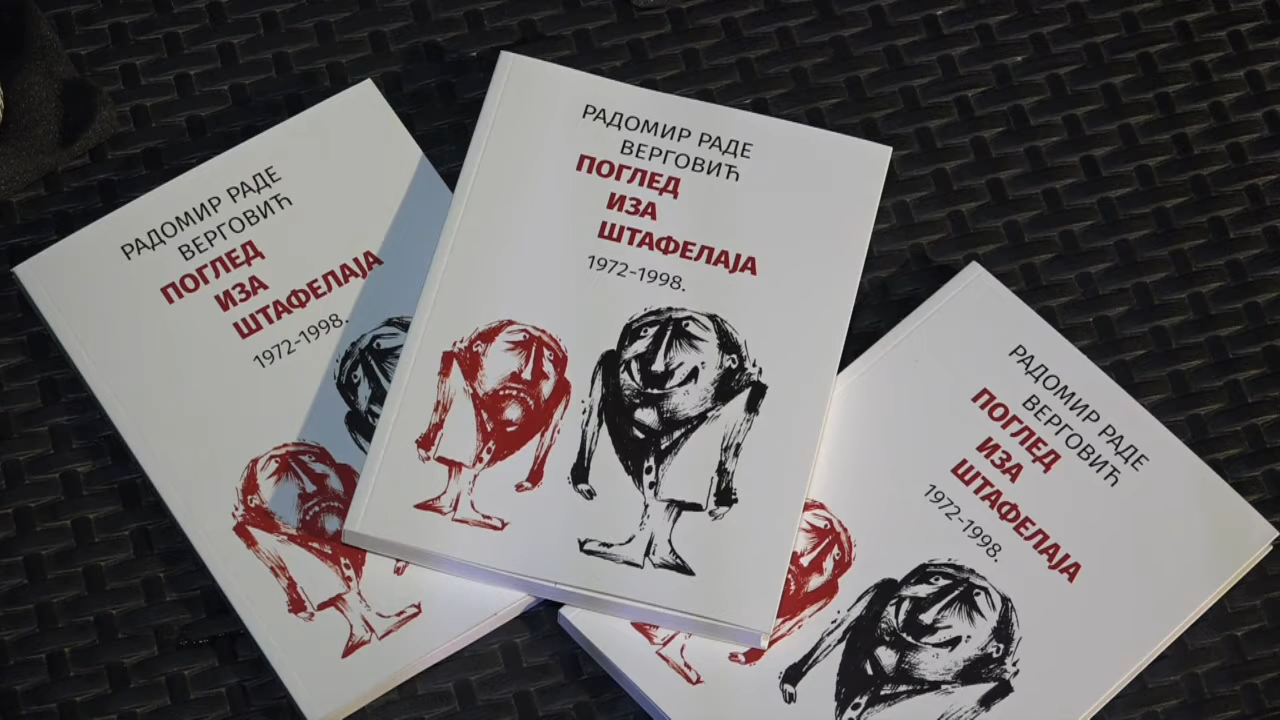 РАДОМИР РАДЕ
ВЕРГОВИЋ
ПОГЛЕД
ИЗА
ШТАФЕЛАЈА
1972-1998.
РАДОМИР РАДЕ
ВЕРГОВИЋ
ПОГЛЕД
ИЗА
ШТАФЕЛАЈА
1972-1998.
РАДОМИР РАДЕ
ВЕРГОВИЋ
ПОГЛЕД
ИЗА
ШТАФЕЛАЈА
1972-1998.